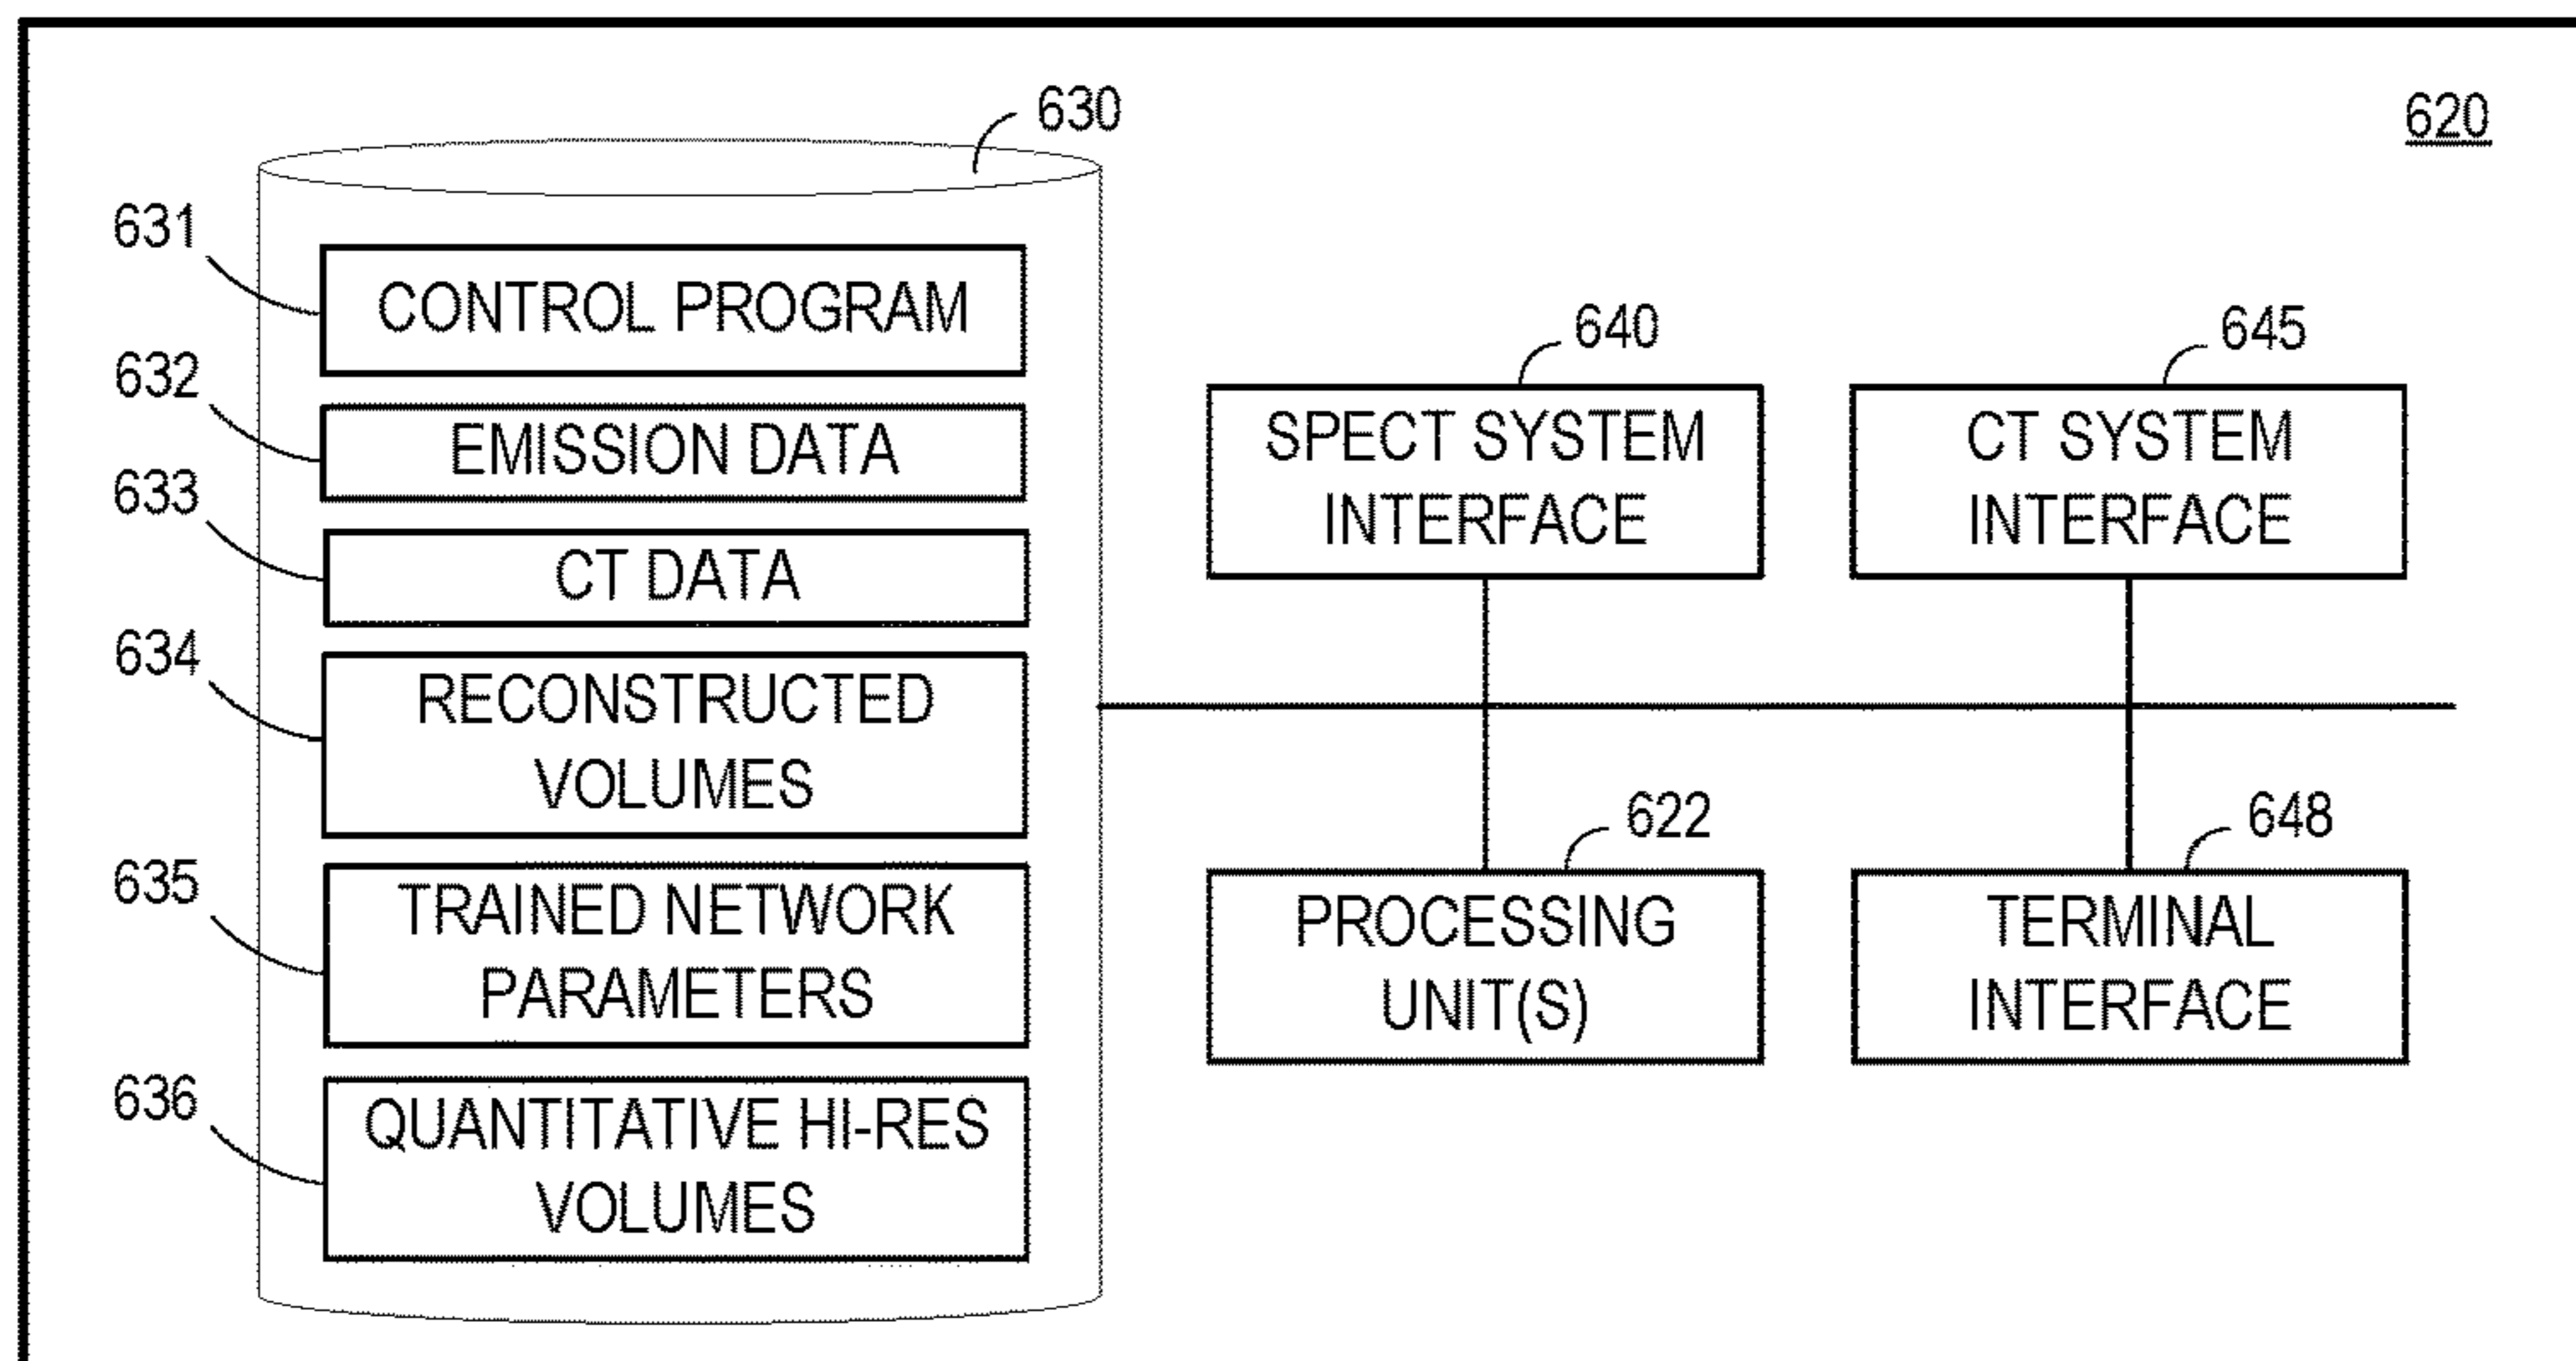 620
630
631
CONTROL PROGRAM
632
EMISSION DATA
633
CT DATA
634
RECONSTRUCTED
VOLUMES
635
TRAINED NETWORK
PARAMETERS
636
QUANTITATIVE HI-RES
VOLUMES
640
SPECT SYSTEM
INTERFACE
645
CT SYSTEM
INTERFACE
622
PROCESSING
UNIT(S)
648
TERMINAL
INTERFACE